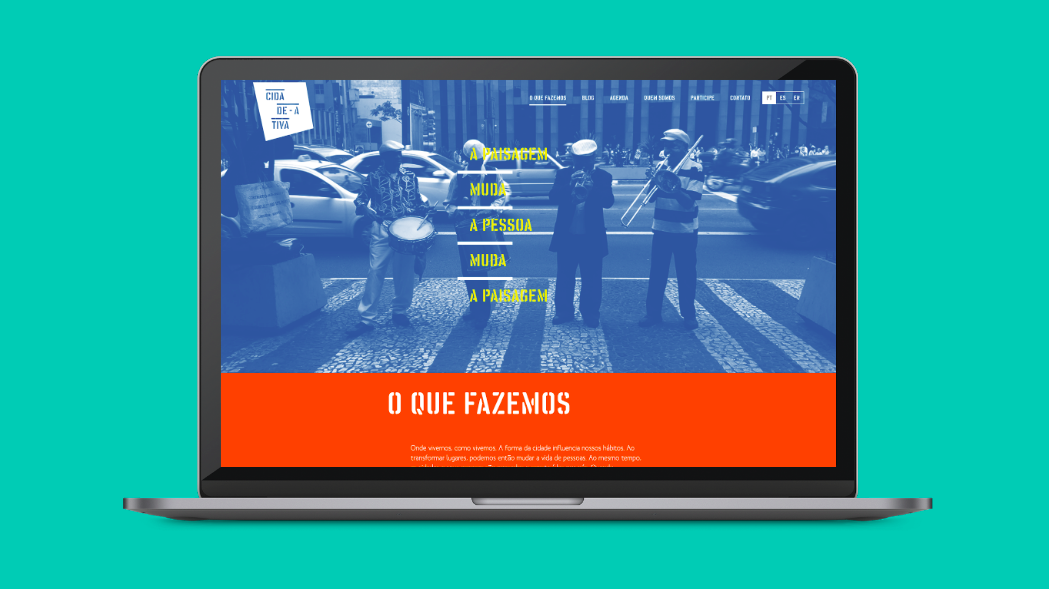 CIDA
DE • A
TIVA
O QUE FAZEMOS
BLOG
AGENDA
QUEM SOMOS
PARTICIPE
CONTATO
PT ES
A PAISAGEM
MUDA
A PESSOA
MUDA
A PAISAGEM
O QUE FAZEMOS
Onde vivemos, como vivemos. A forma da cidade influencia nossos hábitos. Ao
transformar lugares, podemos então mudar a vida de pessoas. Ao mesmo tempo,